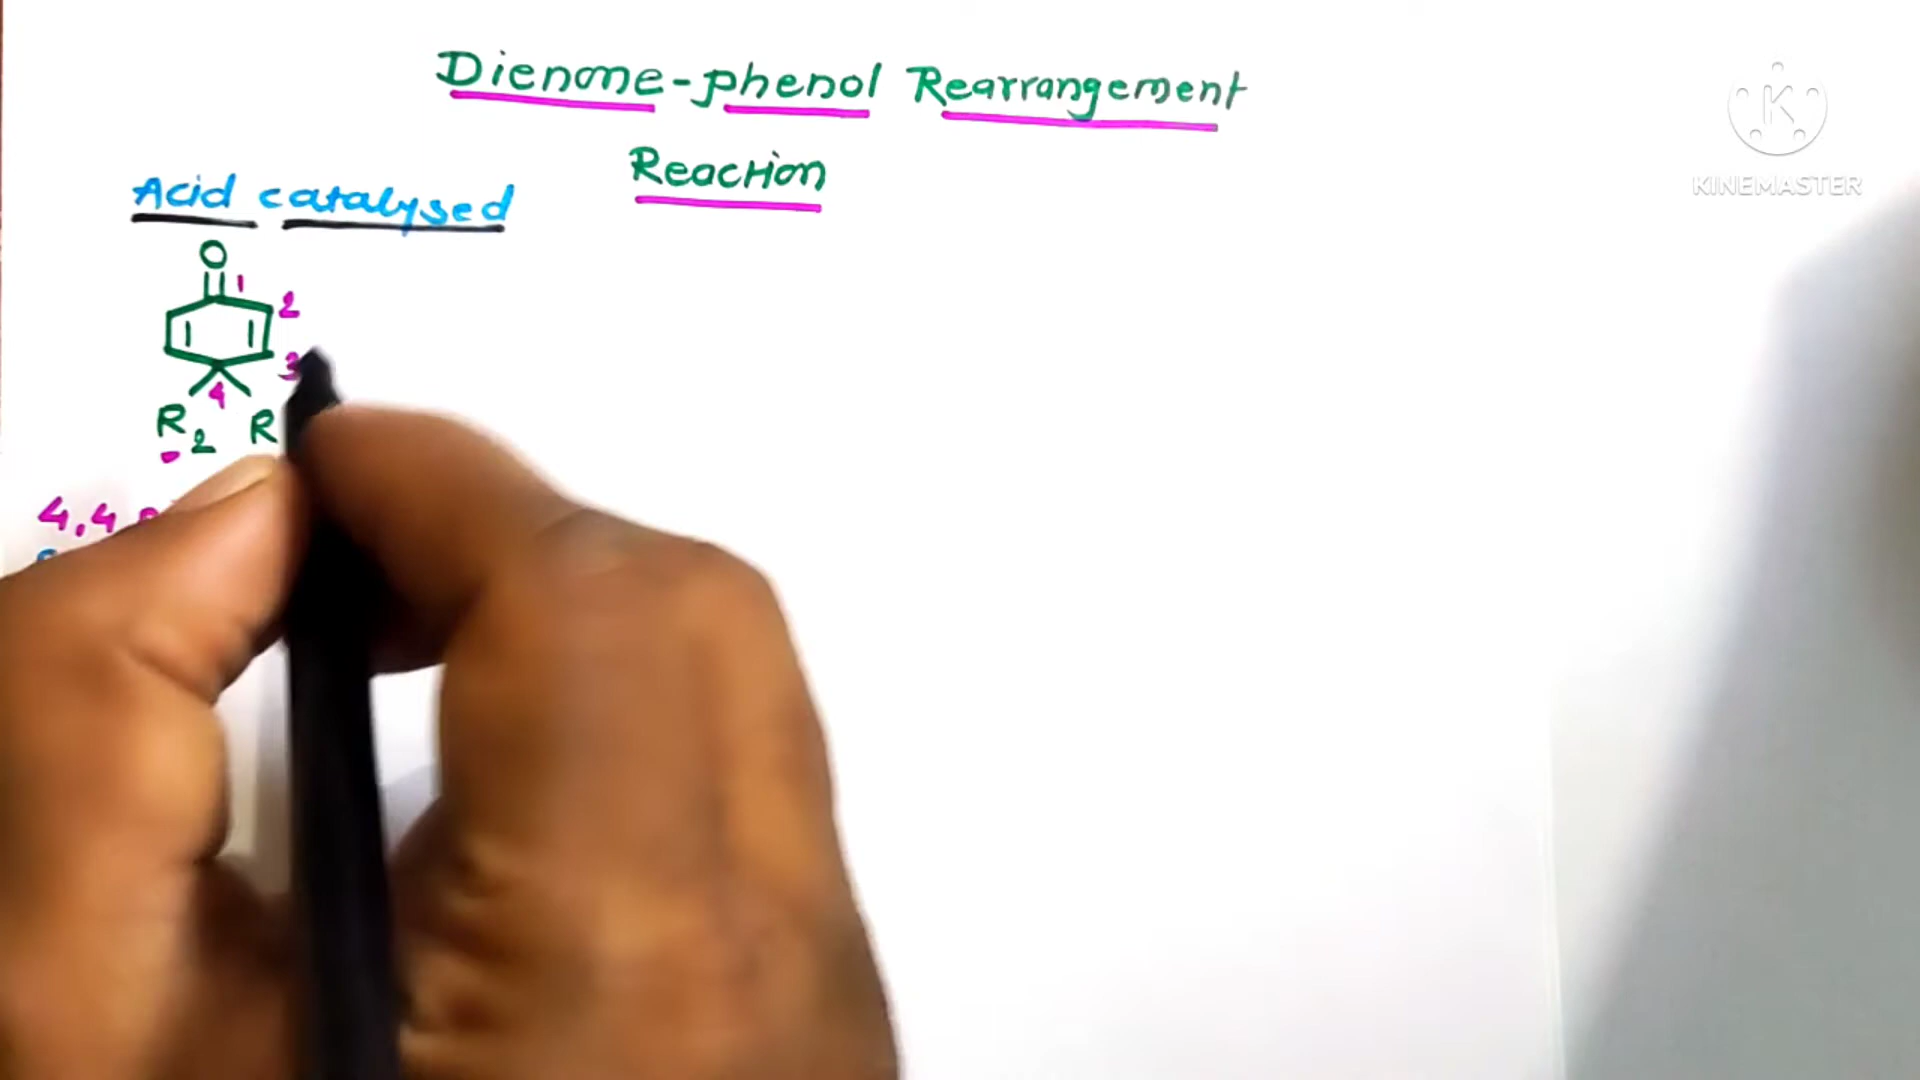 Dienone-phenol Rearrangement
Reaction
KINEMASTER
Acid catalysed
O
1
2
3
4
R2 R
4,4